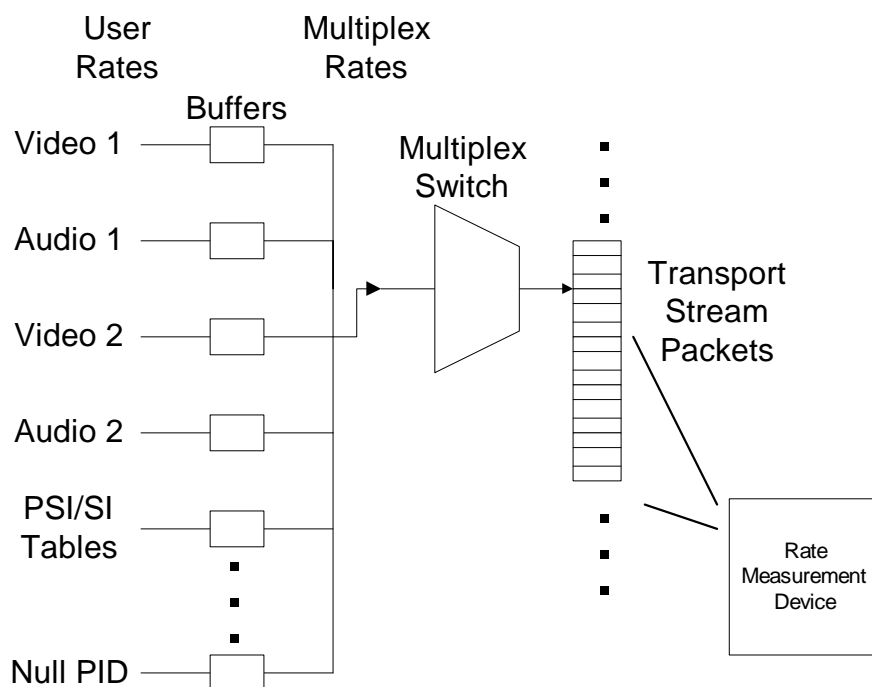 User
Rates
Multiplex
Rates
Buffers
Video 1
Multiplex
Switch
Audio 1
Transport
Stream
Packets
Video 2
Audio 2
PSI/SI
Tables
Rate
Measurement
Device
Null PID